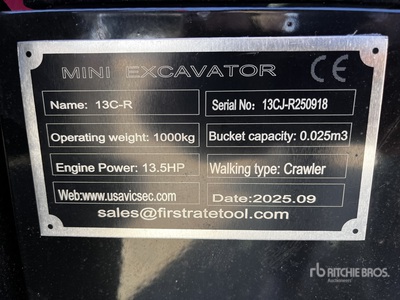 MINI EXCAVATOR CE
Name: 13C-R Serial No: 13CJ-R250918
Operating weight: 1000kg Bucket capacity: 0.025m3
Engine Power: 13.5HP Walking type: Crawler
Web:www.usavicsec.com Date:2025.09
sales@firstratetool.com
rb RITCHIE BROS.